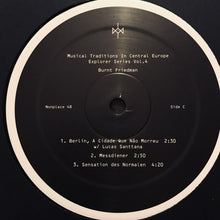 Musical Traditions In Central Europe
Explorer Series Vol.4
Burnt Friedman
Nonplace 48
Side C
1. Berlin, A Cidade Que Não Morreu 2:30
w/ Lucas Santtana
2. Messdiener 2:50
3. Sensation des Normalen 4:20